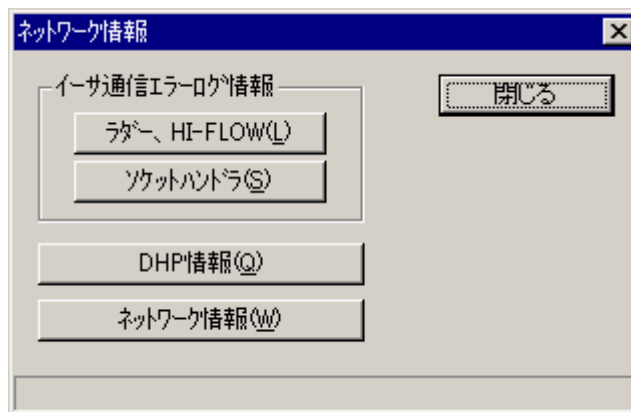 ネットワーク情報
イーサ通信エラーログ情報
閉じる
ラダー、HI-FLOW(L)
ソケットハンドラ(S)
DHP情報(Q)
ネットワーク情報(W)